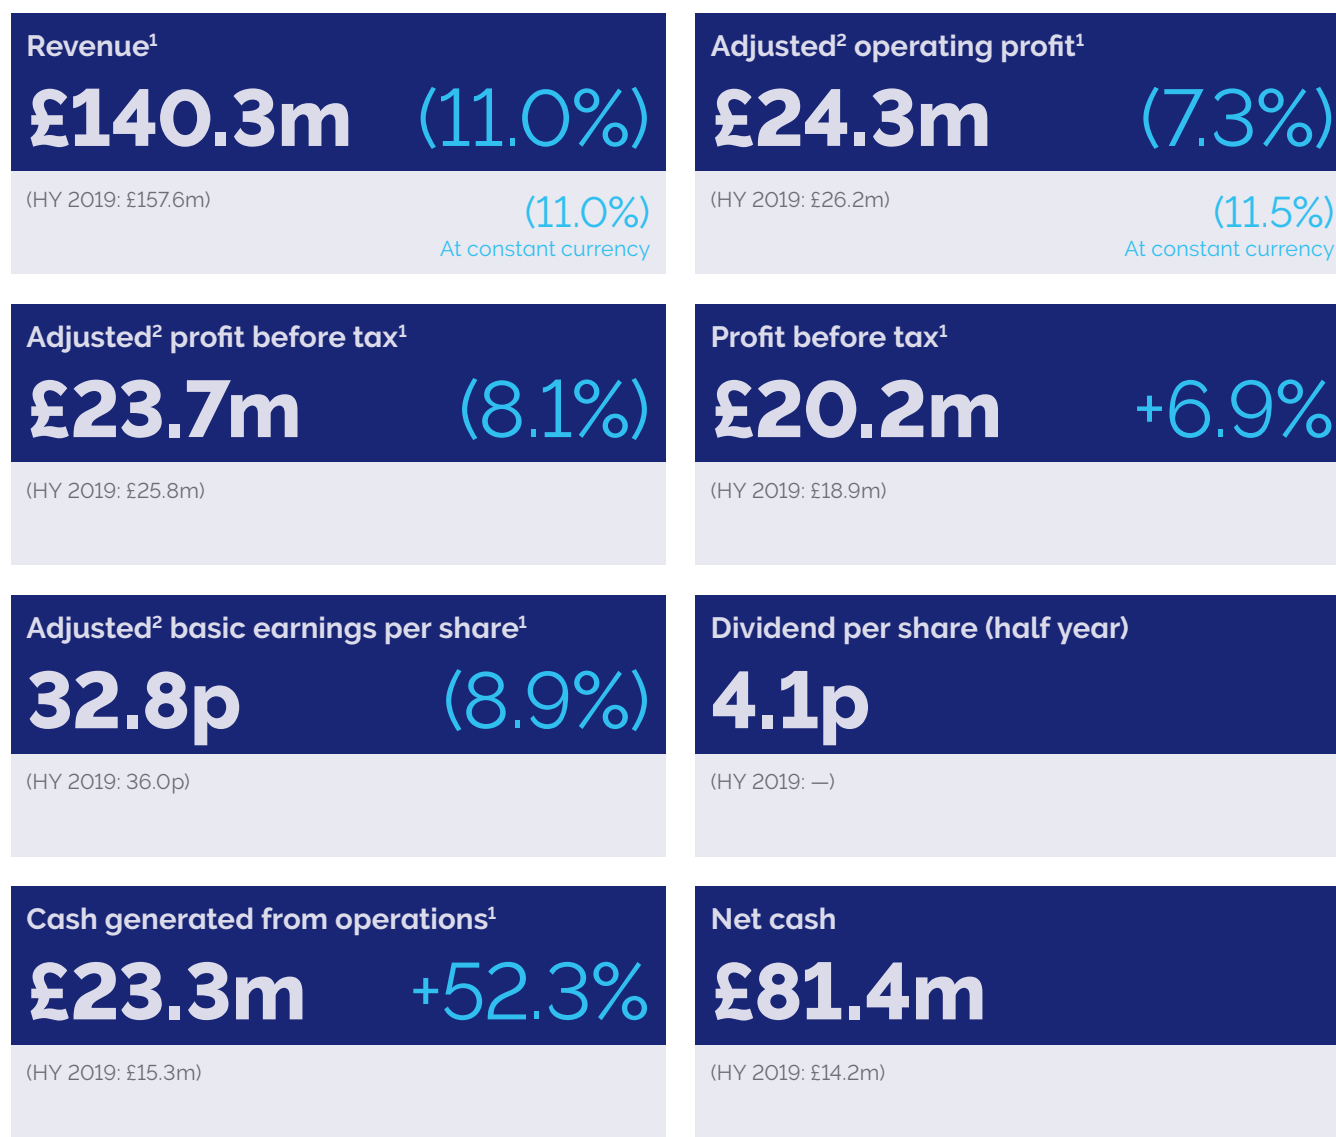 Revenue¹
£140.3m (11.0%)
(HY 2019: £157.6m)
(11.0%)
At constant currency
Adjusted² operating profit¹
£24.3m (7.3%)
(HY 2019: £26.2m)
(11.5%)
At constant currency
Adjusted² profit before tax¹
£23.7m (8.1%)
(HY 2019: £25.8m)
Profit before tax¹
£20.2m +6.9%
(HY 2019: £18.9m)
Adjusted² basic earnings per share¹
32.8p (8.9%)
(HY 2019: 36.0p)
Dividend per share (half year)
4.1p
(HY 2019: —)
Cash generated from operations¹
£23.3m +52.3%
(HY 2019: £15.3m)
Net cash
£81.4m
(HY 2019: £14.2m)